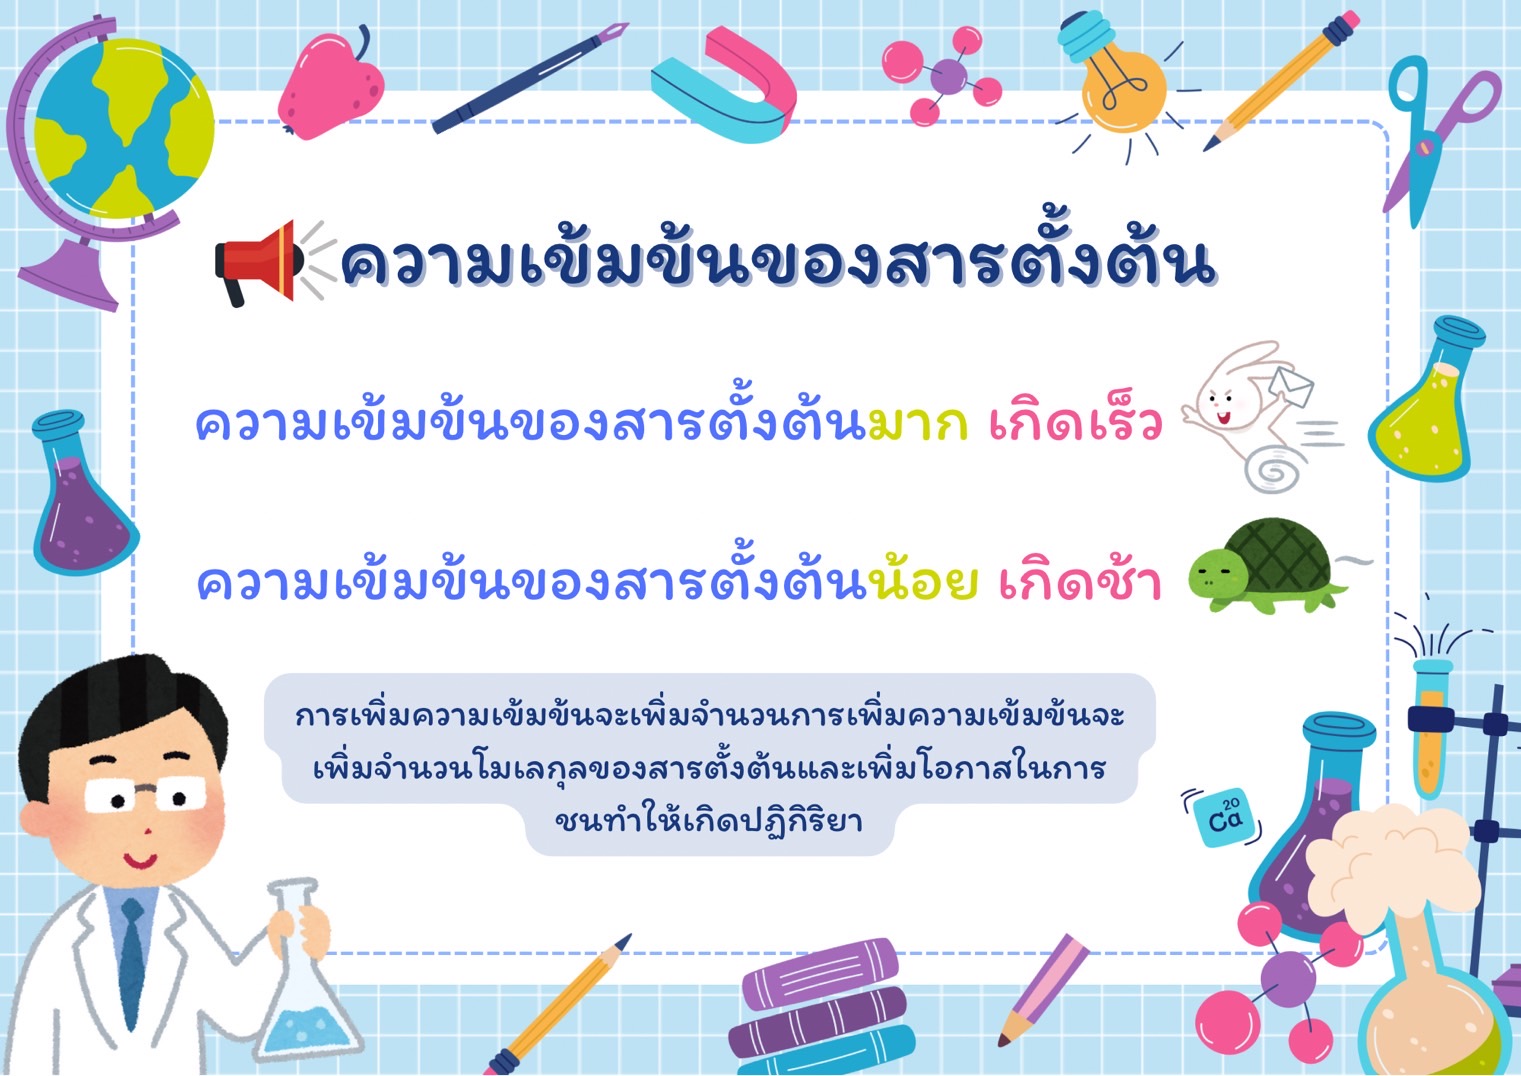 ความเข้มข้นของสารตั้งต้น
ความเข้มข้นของสารตั้งต้นมาก เกิดเร็ว
ความเข้มข้นของสารตั้งต้นน้อย เกิดช้า
การเพิ่มความเข้มข้นจะเพิ่มจำนวนการเพิ่มความเข้มข้นจะ
เพิ่มจำนวนโมเลกุลของสารตั้งต้นและเพิ่มโอกาสในการ
ชนทำให้เกิดปฏิกิริยา
20
Ca